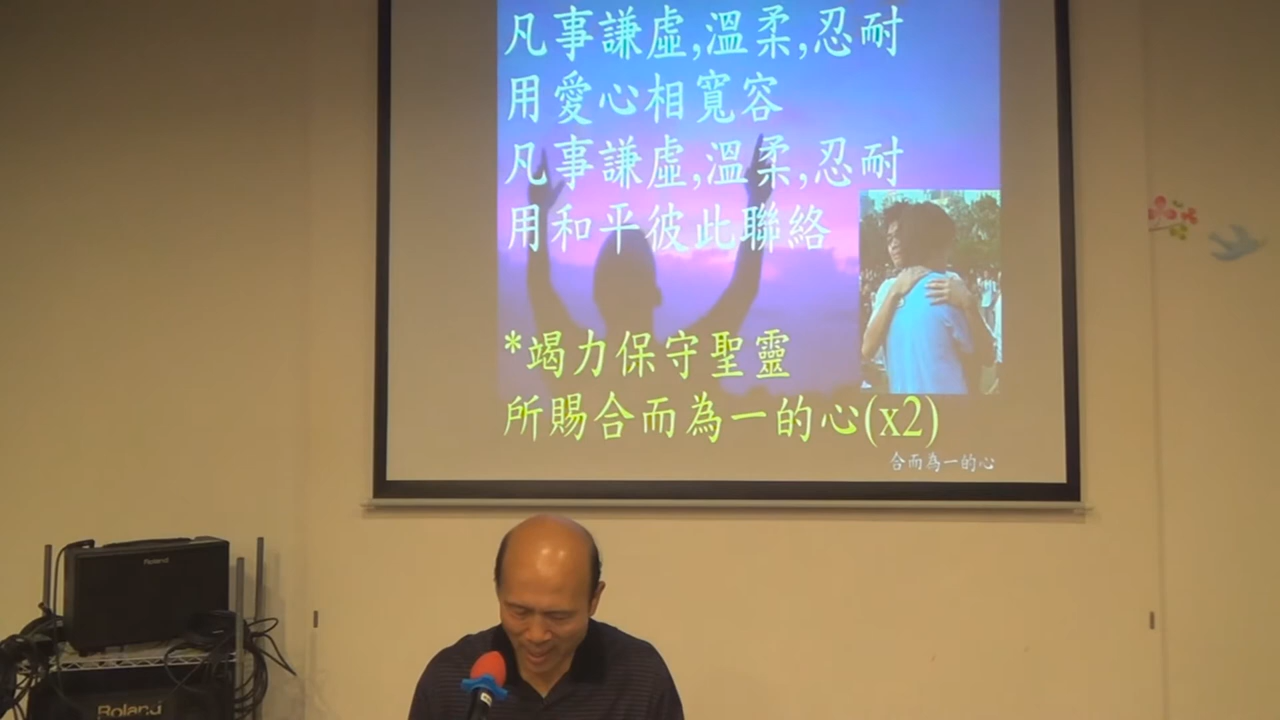 凡事謙虛,溫柔,忍耐
用愛心相寬容
凡事謙虛,溫柔,忍耐
用和平彼此聯絡
*竭力保守聖靈
所賜合而為一的心(x2)
合而為一的心
Roland
Roland